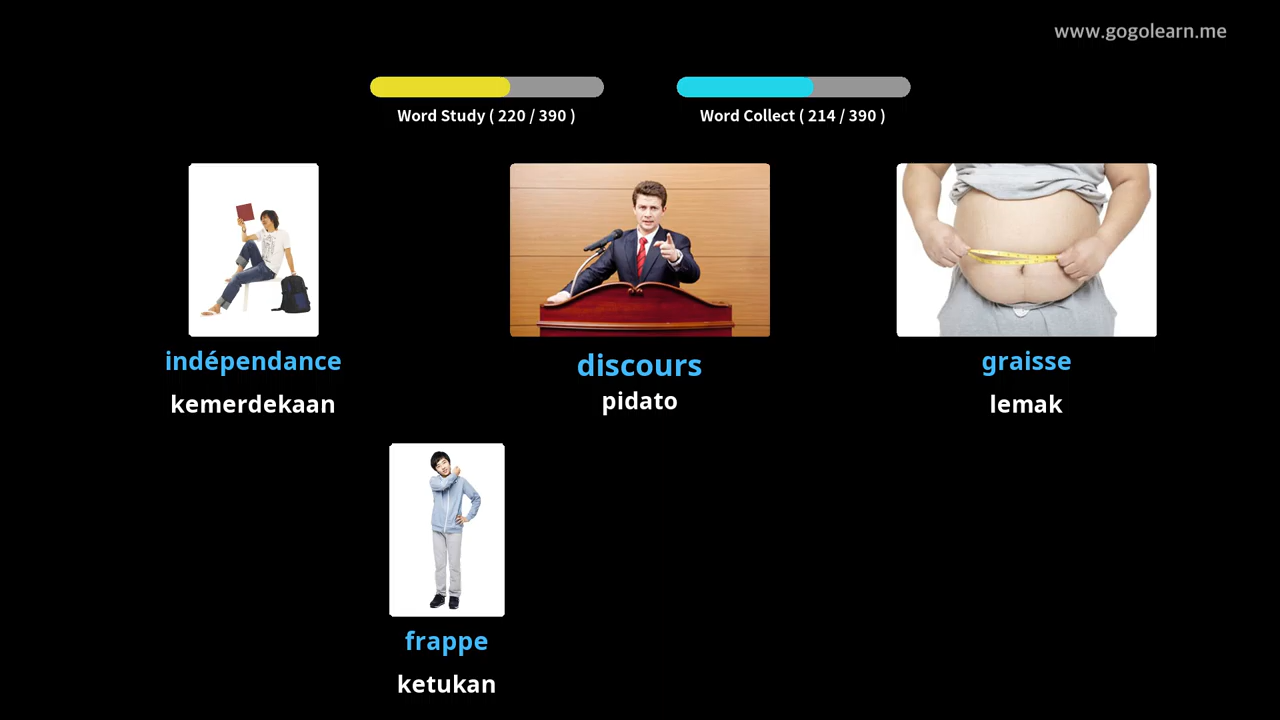 www.gogolearn.me
Word Study ( 220 / 390 )
Word Collect ( 214 / 390 )
indépendance
kemerdekaan
discours
pidato
graisse
lemak
frappe
ketukan